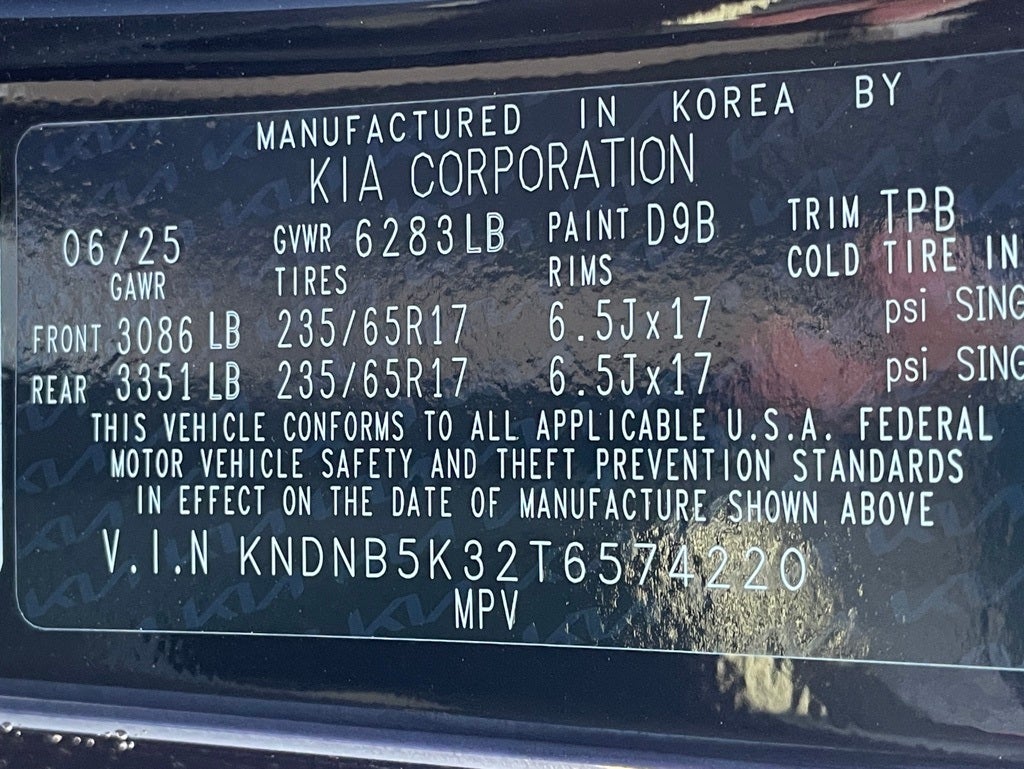 MANUFACTURED IN KOREA BY
KIA CORPORATION
06/25 GVWR 6283LB PAINT D9B TRIM TPB
GAWR TIRES RIMS COLD TIRE IN
FRONT 3086 LB 235/65R17 6.5Jx17 psi SING
REAR 3351 LB 235/65R17 6.5Jx17 psi SING
THIS VEHICLE CONFORMS TO ALL APPLICABLE U.S.A. FEDERAL
MOTOR VEHICLE SAFETY AND THEFT PREVENTION STANDARDS
IN EFFECT ON THE DATE OF MANUFACTURE SHOWN ABOVE
V.I.N KNDNB5K32T6574220
MPV